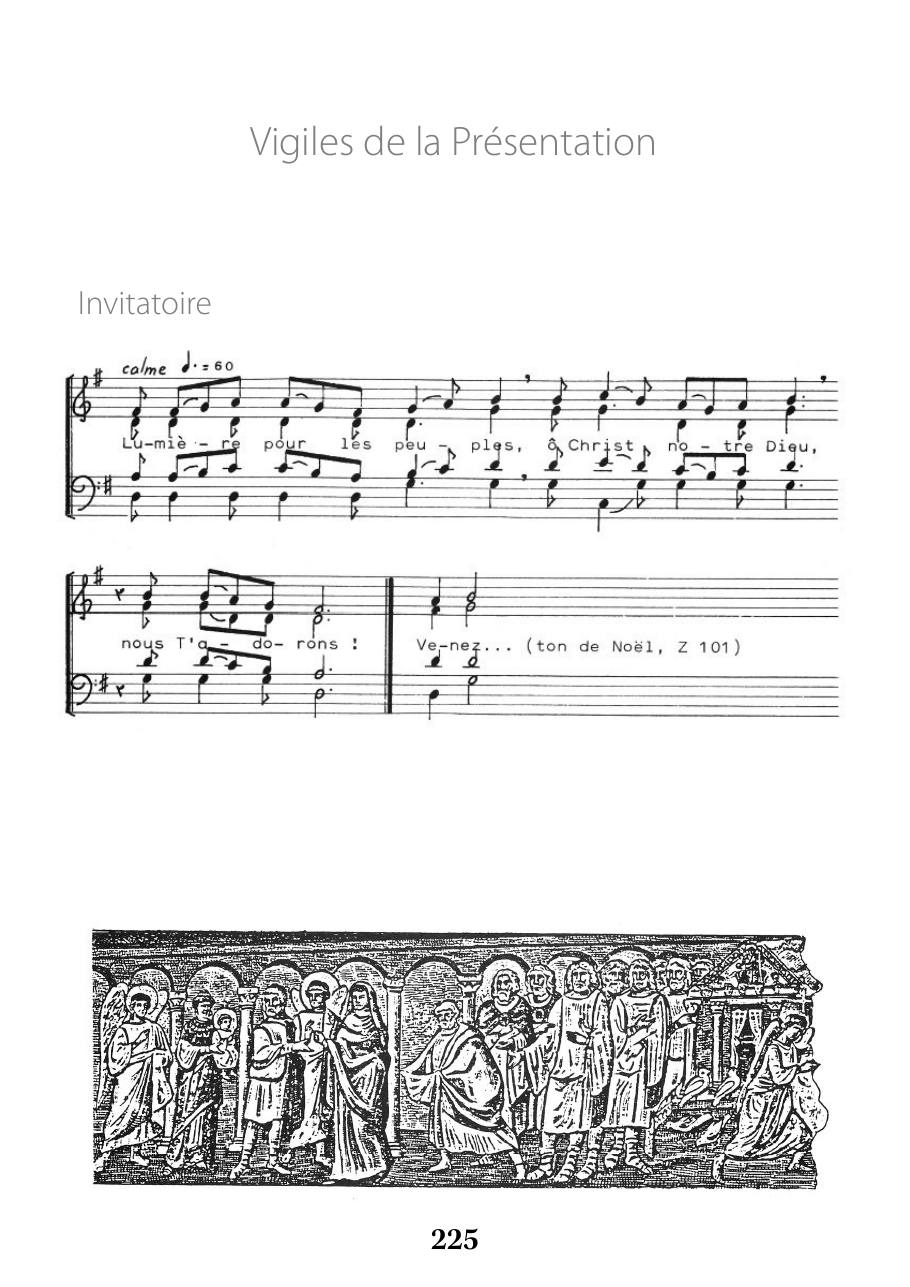 Vigiles de la Présentation
Invitatoire
calme ♩. = 60
Lu-miè - re pour les peu - ples, ô Christ no - tre Dieu,
nous T'a - do- rons !
Ve-nez... (ton de Noël, Z 101)
225